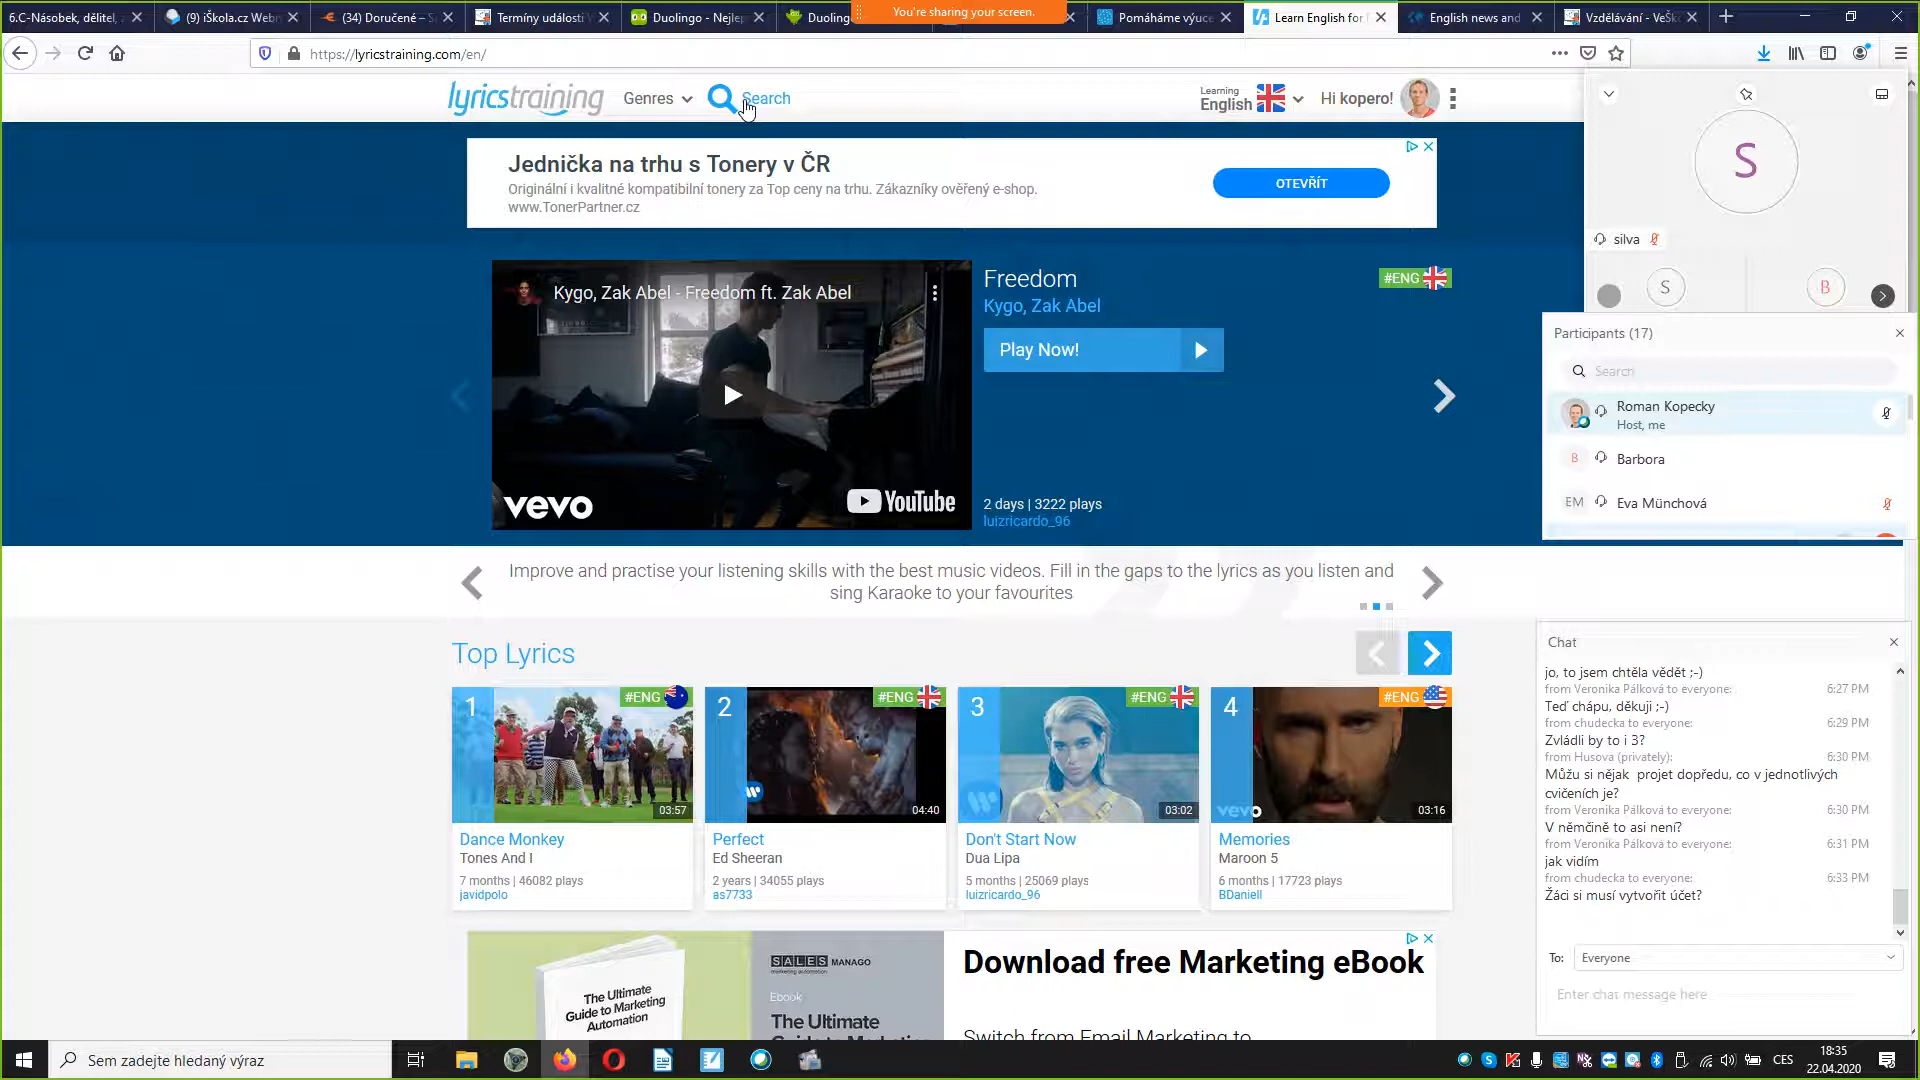 6.C-Násobek, dělitel,
(9) iŠkola.cz Webm
(34) Doručené – S
Termíny událostí
Duolingo - Nejlep
Duoling
You're sharing your screen.
Pomáháme výuce
Learn English for
English news and
Vzdělávání - Vešk
https://lyricstraining.com/en/
lyricstraining
Genres
Search
Learning
English
Hi kopero!
Jednička na trhu s Tonery v ČR
Originální i kvalitné kompatibilní tonery za Top ceny na trhu. Zákazníky ověřený e-shop.
www.TonerPartner.cz
OTEVŘÍT
Kygo, Zak Abel - Freedom ft. Zak Abel
vevo
YouTube
Freedom
#ENG
Kygo, Zak Abel
Play Now!
2 days | 3222 plays
luizricardo_96
Improve and practise your listening skills with the best music videos. Fill in the gaps to the lyrics as you listen and
sing Karaoke to your favourites
Top Lyrics
1
#ENG
03:57
Dance Monkey
Tones And I
7 months | 46082 plays
javidpolo
2
#ENG
04:40
Perfect
Ed Sheeran
2 years | 34055 plays
as7733
3
#ENG
03:02
Don't Start Now
Dua Lipa
5 months | 25069 plays
luizricardo_96
4
#ENG
vevo
03:16
Memories
Maroon 5
6 months | 17723 plays
BDaniell
The Ultimate
Guide to Marketing
Automation
SALES MANAGO
marketing automation
Ebook
The Ultimate
Guide to Marketing
Download free Marketing eBook
Switch from Email Marketing to
S
silva
S
B
Participants (17)
Search
Roman Kopecky
Host, me
B
Barbora
EM
Eva Münchová
Chat
jo, to jsem chtěla vědět ;-)
from Veronika Pálková to everyone:
6:27 PM
Teď chápu, děkuji ;-)
from chudecka to everyone:
6:29 PM
Zvládli by to i 3?
from Husova (privately):
6:30 PM
Můžu si nějak projet dopředu, co v jednotlivých
cvičeních je?
from Veronika Pálková to everyone:
6:30 PM
V němčině to asi není?
from Veronika Pálková to everyone:
6:31 PM
jak vidím
from chudecka to everyone:
6:33 PM
Žáci si musí vytvořit účet?
To:
Everyone
Enter chat message here
Sem zadejte hledaný výraz
CES
18:35
22.04.2020